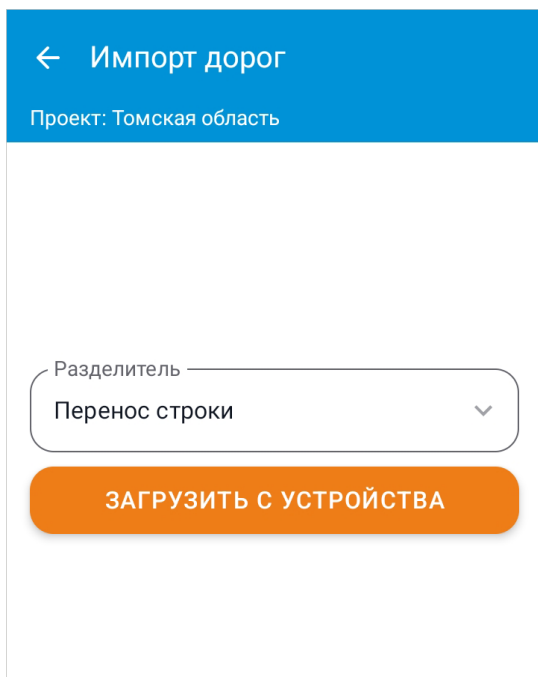 Импорт дорог
Проект: Томская область
Разделитель
Перенос строки
ЗАГРУЗИТЬ С УСТРОЙСТВА